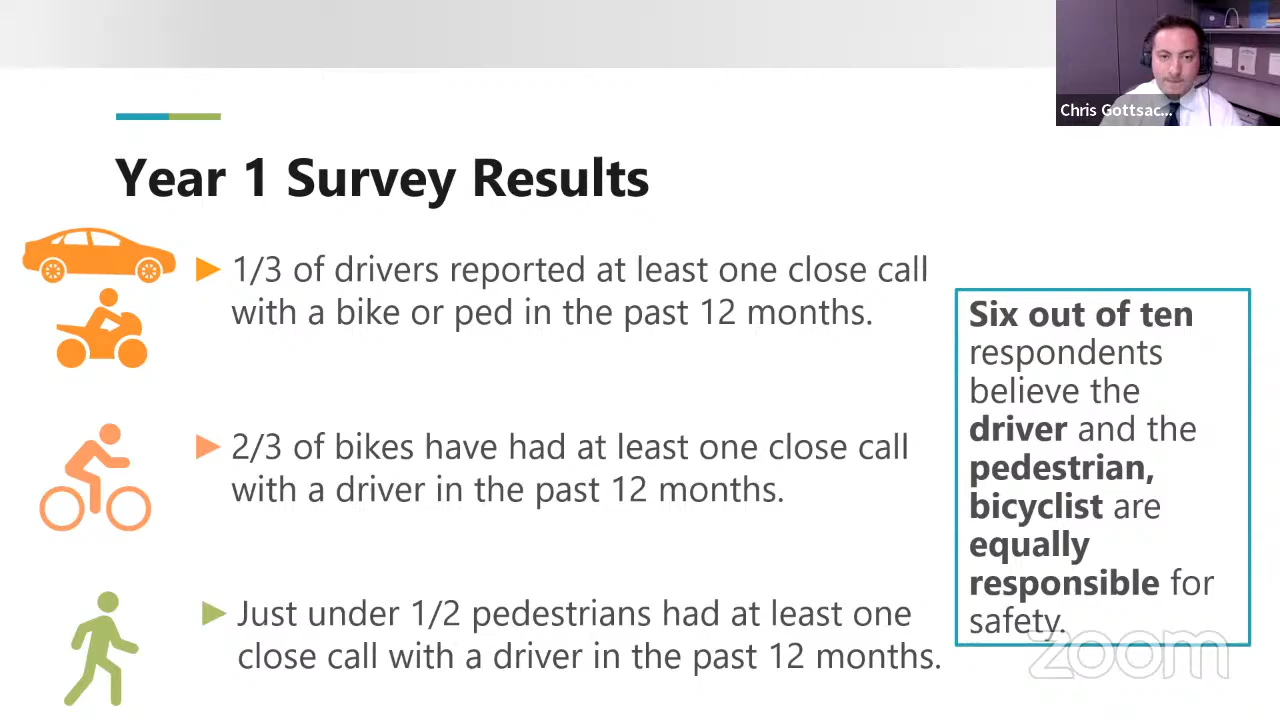 Chris Gottsac...
Year 1 Survey Results
1/3 of drivers reported at least one close call
with a bike or ped in the past 12 months.
2/3 of bikes have had at least one close call
with a driver in the past 12 months.
Just under 1/2 pedestrians had at least one
close call with a driver in the past 12 months.
Six out of ten
respondents
believe the
driver and the
pedestrian,
bicyclist are
equally
responsible for
safety.
zoom